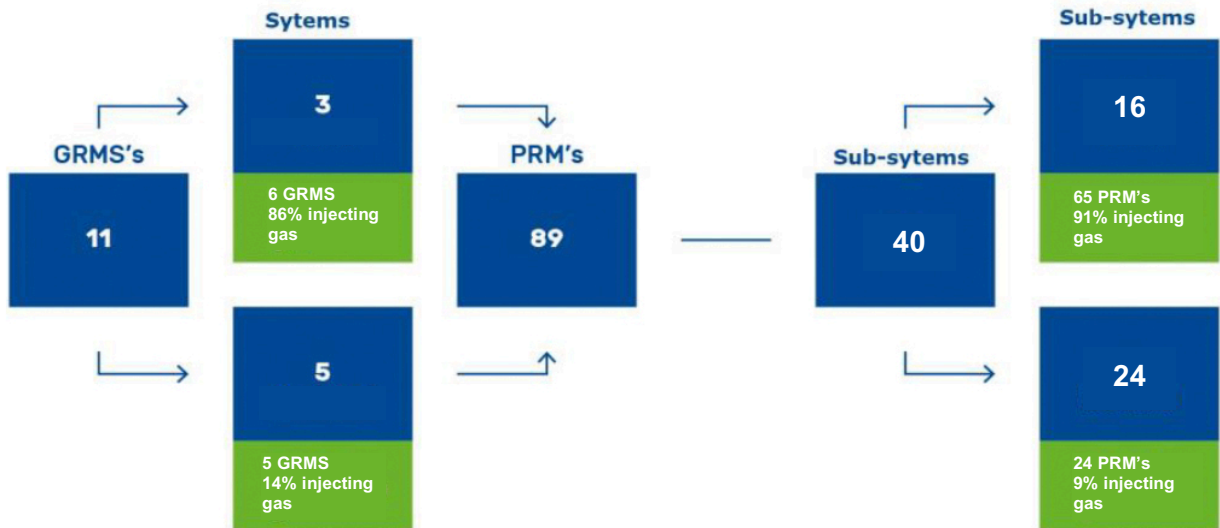 Sytems
3
6 GRMS
86% injecting
gas
GRMS's
11
5
5 GRMS
14% injecting
gas
PRM's
89
Sub-sytems
40
Sub-sytems
16
65 PRM's
91% injecting
gas
24
24 PRM's
9% injecting
gas